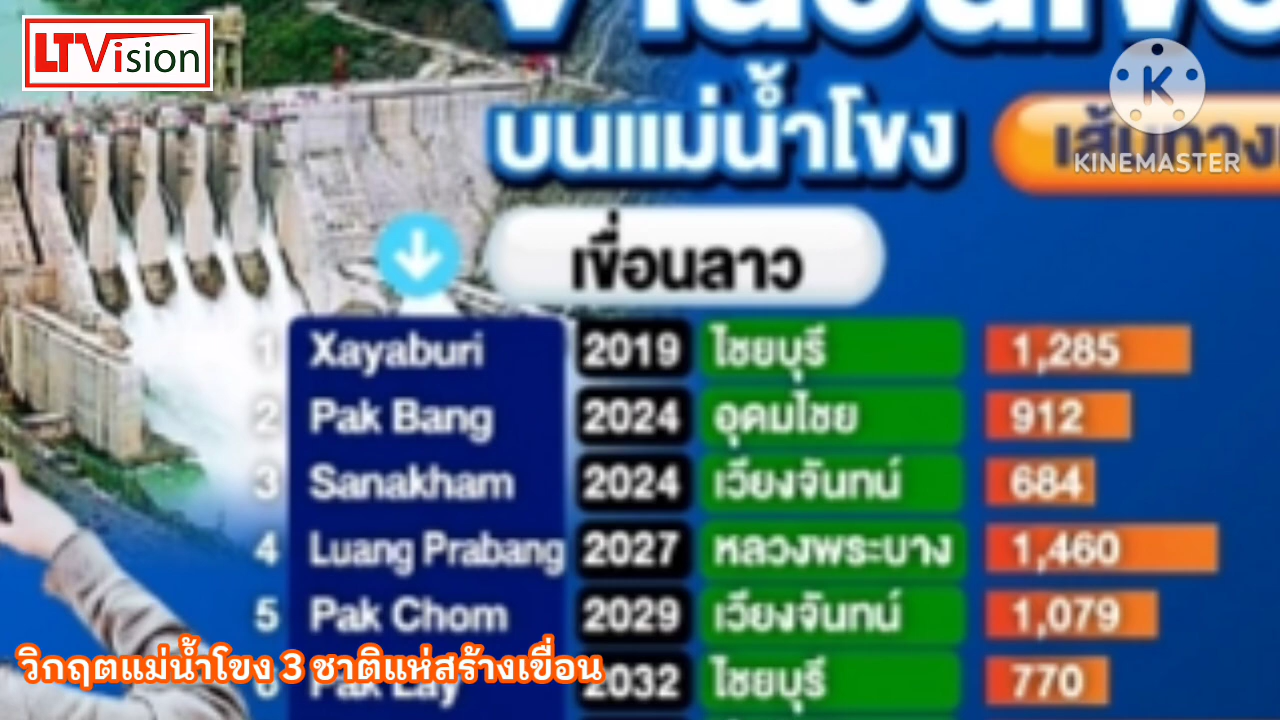 LTVision
บนแม่น้ำโขง
KINEMASTER
เขื่อนลาว
1 Xayaburi 2019 ไชยบุรี 1,285
2 Pak Bang 2024 อุดมไชย 912
3 Sanakham 2024 เวียงจันทน์ 684
4 Luang Prabang 2027 หลวงพระบาง 1,460
5 Pak Chom 2029 เวียงจันทน์ 1,079
6 Pak Lay 2032 ไชยบุรี 770
วิกฤตแม่น้ำโขง 3 ชาติแห่สร้างเขื่อน